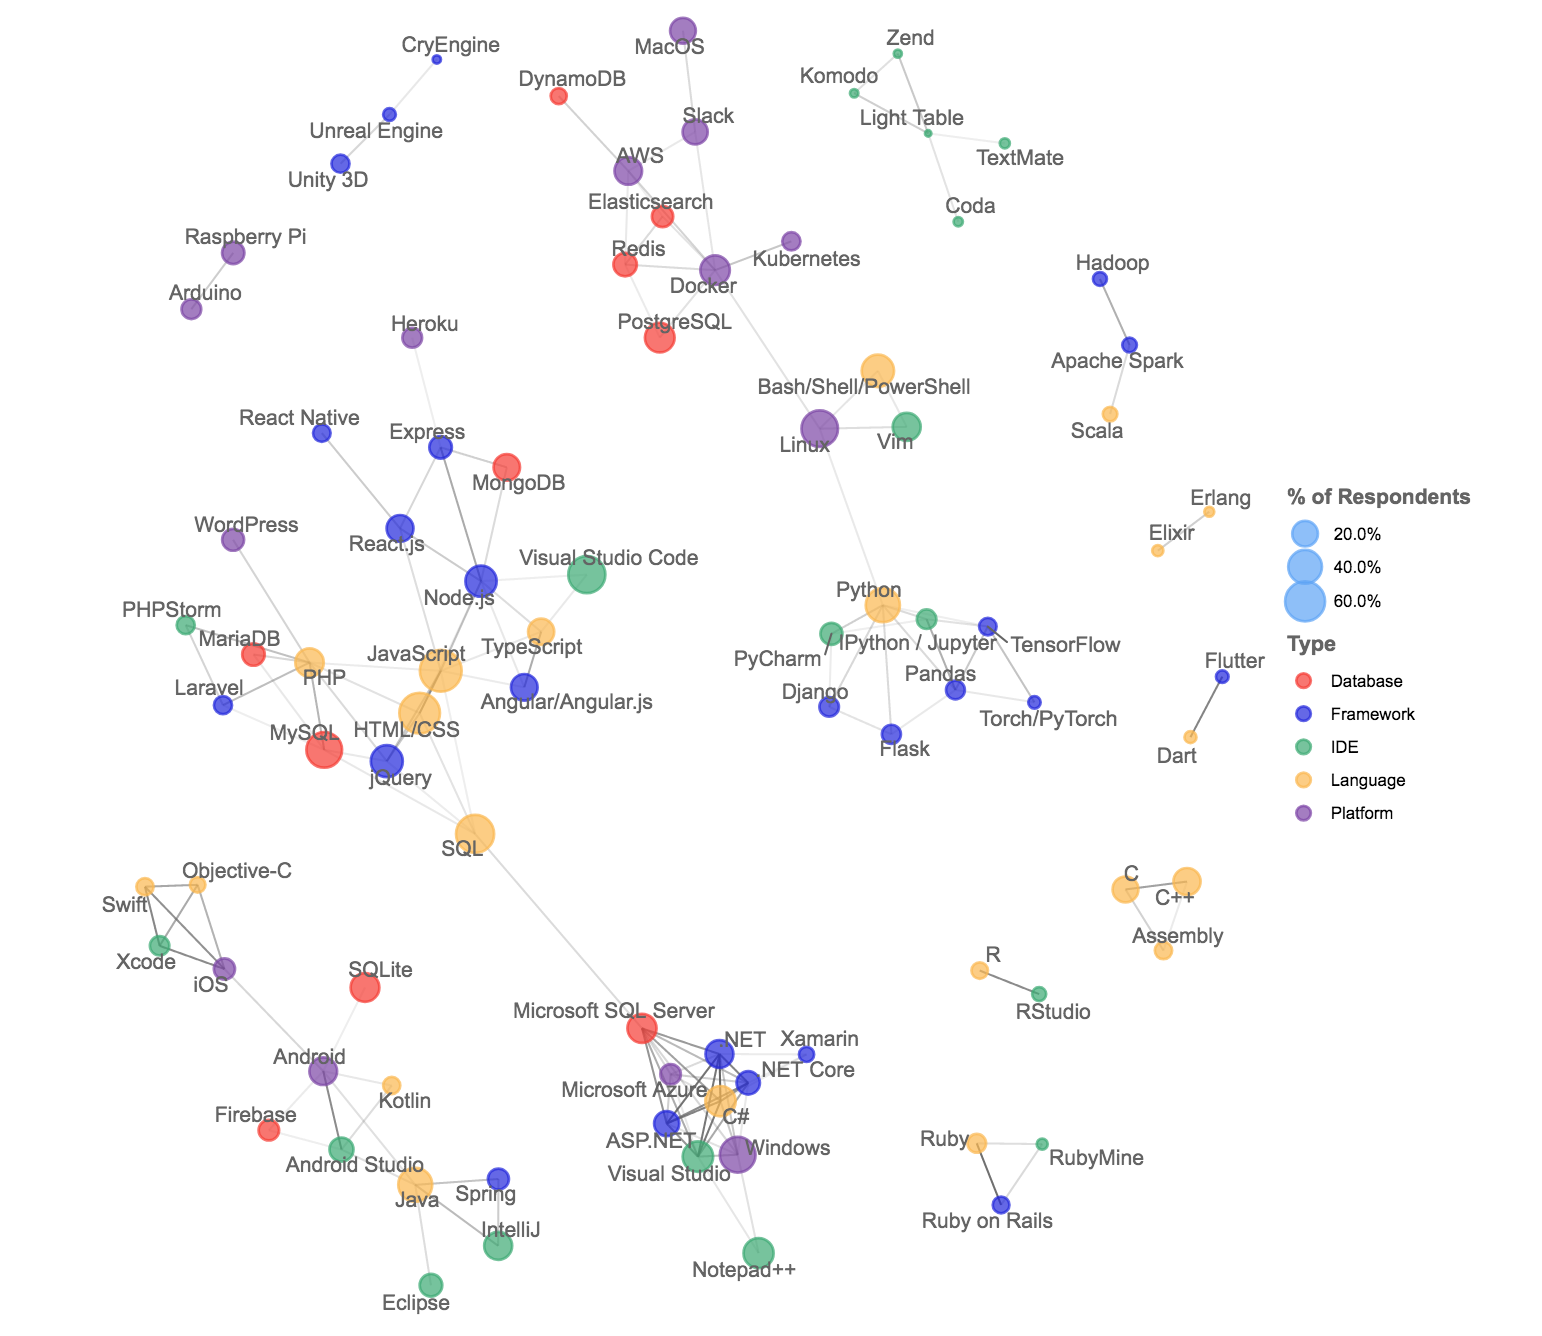 CryEngine
Unreal Engine
Unity 3D
Raspberry Pi
Arduino
MacOS
DynamoDB
Slack
AWS
Elasticsearch
Redis
Kubernetes
Docker
PostgreSQL
Zend
Komodo
Light Table
TextMate
Coda
Hadoop
Apache Spark
Scala
Heroku
React Native
Express
MongoDB
WordPress
React.js
Visual Studio Code
Node.js
PHPStorm
MariaDB
JavaScript
TypeScript
PHP
Laravel
Angular/Angular.js
HTML/CSS
MySQL
jQuery
SQL
Bash/Shell/PowerShell
Linux
Vim
Python
IPython / Jupyter
TensorFlow
PyCharm
Pandas
Django
Torch/PyTorch
Flask
Erlang
Elixir
Flutter
Dart
% of Respondents
20.0%
40.0%
60.0%
Type
Database
Framework
IDE
Language
Platform
Objective-C
Swift
Xcode
iOS
SQLite
Android
Kotlin
Firebase
Android Studio
Java
Spring
IntelliJ
Eclipse
Microsoft SQL Server
.NET
Xamarin
.NET Core
Microsoft Azure
C#
ASP.NET
Windows
Visual Studio
Notepad++
C
C++
Assembly
R
RStudio
Ruby
RubyMine
Ruby on Rails